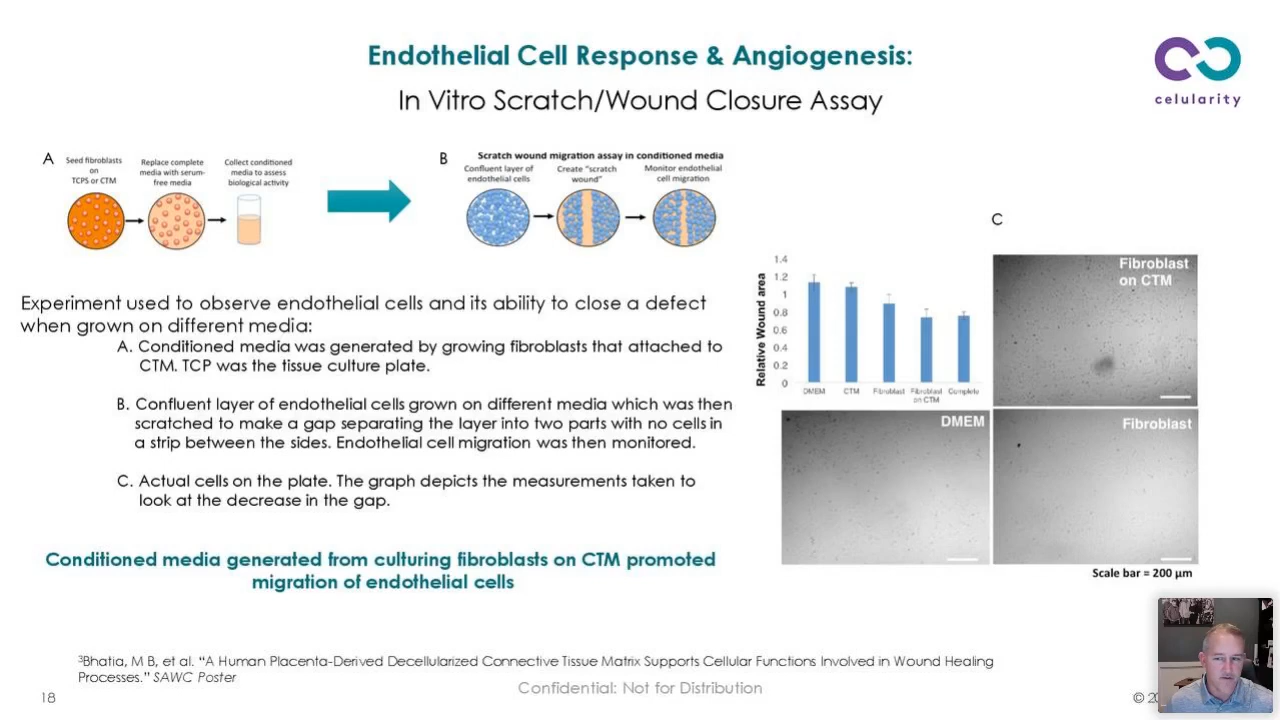 Endothelial Cell Response & Angiogenesis:
In Vitro Scratch/Wound Closure Assay
celularity
A
Seed fibroblasts
on
TCPS or CTM
Replace complete
media with serum-
free media
Collect conditioned
media to assess
biological activity
B
Scratch wound migration assay in conditioned media
Confluent layer of
endothelial cells
Create "scratch
wound"
Monitor endothelial
cell migration
Experiment used to observe endothelial cells and its ability to close a defect
when grown on different media:
A. Conditioned media was generated by growing fibroblasts that attached to
CTM. TCP was the tissue culture plate.
B. Confluent layer of endothelial cells grown on different media which was then
scratched to make a gap separating the layer into two parts with no cells in
a strip between the sides. Endothelial cell migration was then monitored.
C. Actual cells on the plate. The graph depicts the measurements taken to
look at the decrease in the gap.
Conditioned media generated from culturing fibroblasts on CTM promoted
migration of endothelial cells
C
Relative Wound area
1.4
1.2
1
0.8
0.6
0.4
0.2
0
DMEM
CTM
Fibroblast
Fibroblast
on CTM
Complete
Fibroblast
on CTM
DMEM
Fibroblast
Scale bar = 200 µm
³Bhatia, M B, et al. “A Human Placenta-Derived Decellularized Connective Tissue Matrix Supports Cellular Functions Involved in Wound Healing
Processes.” SAWC Poster
18
Confidential: Not for Distribution
©